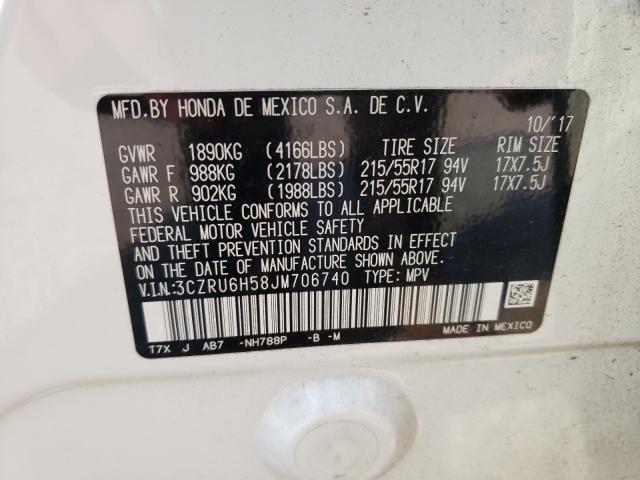 MFD.BY HONDA DE MEXICO S.A. DE C.V.
10/'17
GVWR 1890KG (4166LBS) TIRE SIZE RIM SIZE
GAWR F 988KG (2178LBS) 215/55R17 94V 17X7.5J
GAWR R 902KG (1988LBS) 215/55R17 94V 17X7.5J
THIS VEHICLE CONFORMS TO ALL APPLICABLE
FEDERAL MOTOR VEHICLE SAFETY
AND THEFT PREVENTION STANDARDS IN EFFECT
ON THE DATE OF MANUFACTURE SHOWN ABOVE.
V.I.N:3CZRU6H58JM706740 TYPE: MPV
MADE IN MEXICO
T7X J AB7 -NH788P -B -M